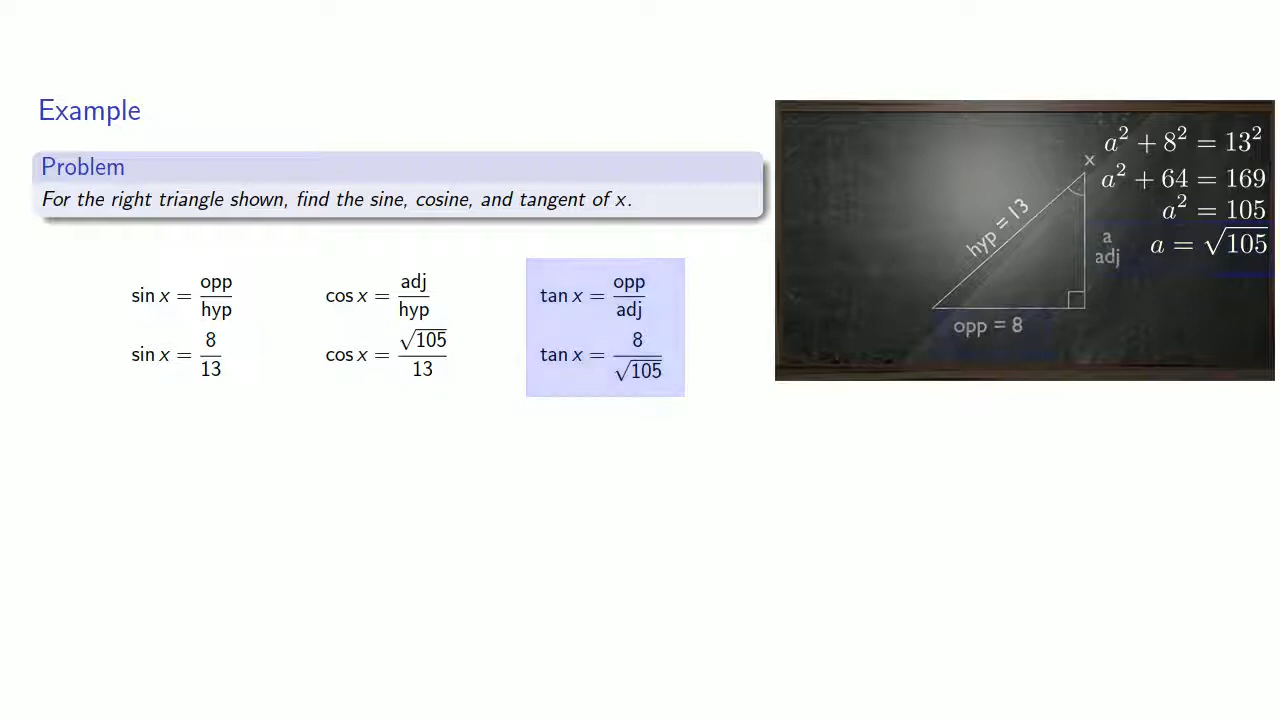 Example
Problem
For the right triangle shown, find the sine, cosine, and tangent of x.
sin x = opp/hyp
cos x = adj/hyp
tan x = opp/adj
sin x = 8/13
cos x = √105/13
tan x = 8/√105
a² + 8² = 13²
x
a² + 64 = 169
a² = 105
a = √105
hyp = 13
a
adj
opp = 8